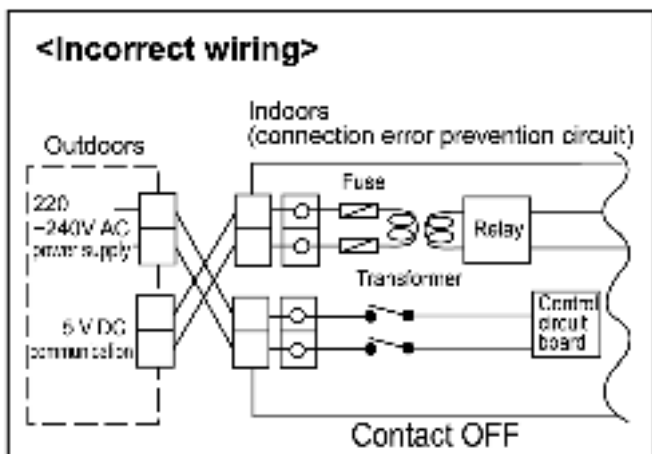 <Incorrect wiring>
Indoors
(connection error prevention circuit)
Outdoors
Fuse
220
~240V AC
power supply
Relay
Transformer
5 V DC
communication
Control
circuit
board
Contact OFF